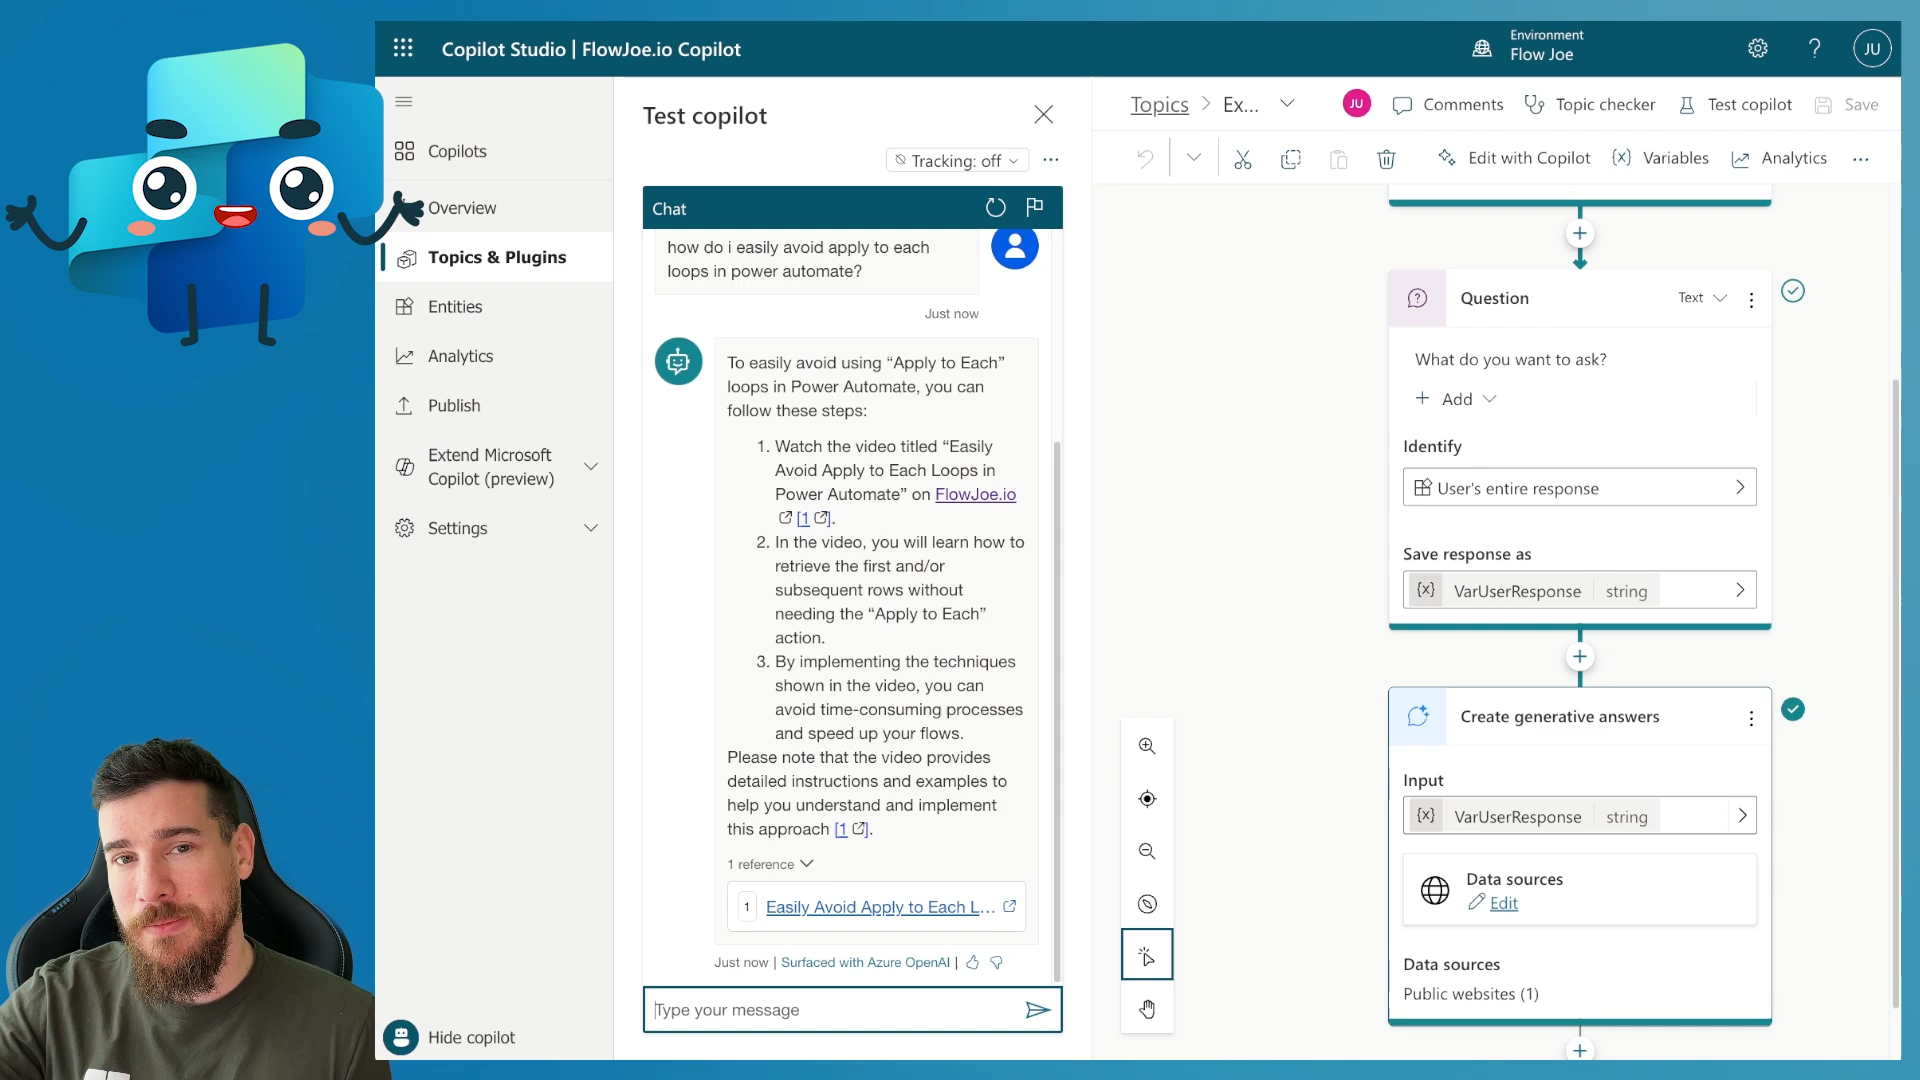 Copilot Studio | FlowJoe.io Copilot
Environment
Flow Joe
JU
Copilots
Overview
Topics & Plugins
Entities
Analytics
Publish
Extend Microsoft
Copilot (preview)
Settings
Hide copilot
Test copilot
Tracking: off
Chat
how do i easily avoid apply to each
loops in power automate?
Just now
To easily avoid using “Apply to Each”
loops in Power Automate, you can
follow these steps:
1. Watch the video titled “Easily
Avoid Apply to Each Loops in
Power Automate” on FlowJoe.io
[1].
2. In the video, you will learn how to
retrieve the first and/or
subsequent rows without
needing the “Apply to Each”
action.
3. By implementing the techniques
shown in the video, you can
avoid time-consuming processes
and speed up your flows.
Please note that the video provides
detailed instructions and examples to
help you understand and implement
this approach [1].
1 reference
1 Easily Avoid Apply to Each L...
Just now | Surfaced with Azure OpenAI |
Type your message
Topics > Ex...
JU
Comments
Topic checker
Test copilot
Save
Edit with Copilot
{x} Variables
Analytics
Question
Text
What do you want to ask?
+ Add
Identify
User's entire response
Save response as
{x} VarUserResponse string
Create generative answers
Input
{x} VarUserResponse string
Data sources
Edit
Data sources
Public websites (1)
RAZER